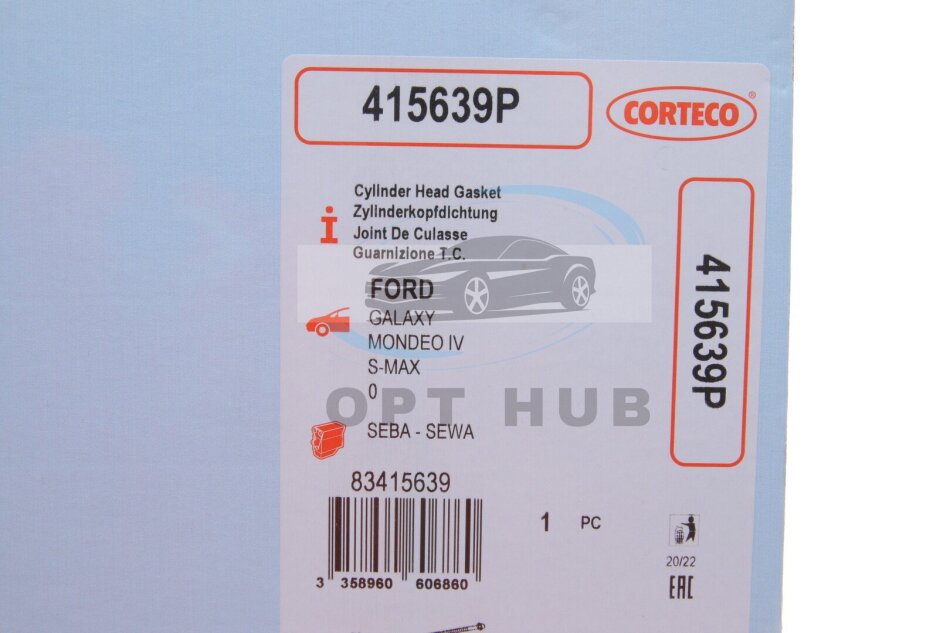 415639P
CORTECO®
Cylinder Head Gasket
Zylinderkopfdichtung
Joint De Culasse
Guarnizione T.C.
FORD
GALAXY
MONDEO IV
S-MAX
0
OPT HUB
SEBA - SEWA
83415639
3 358960 606860
1 PC
415639P
20/22
EAC